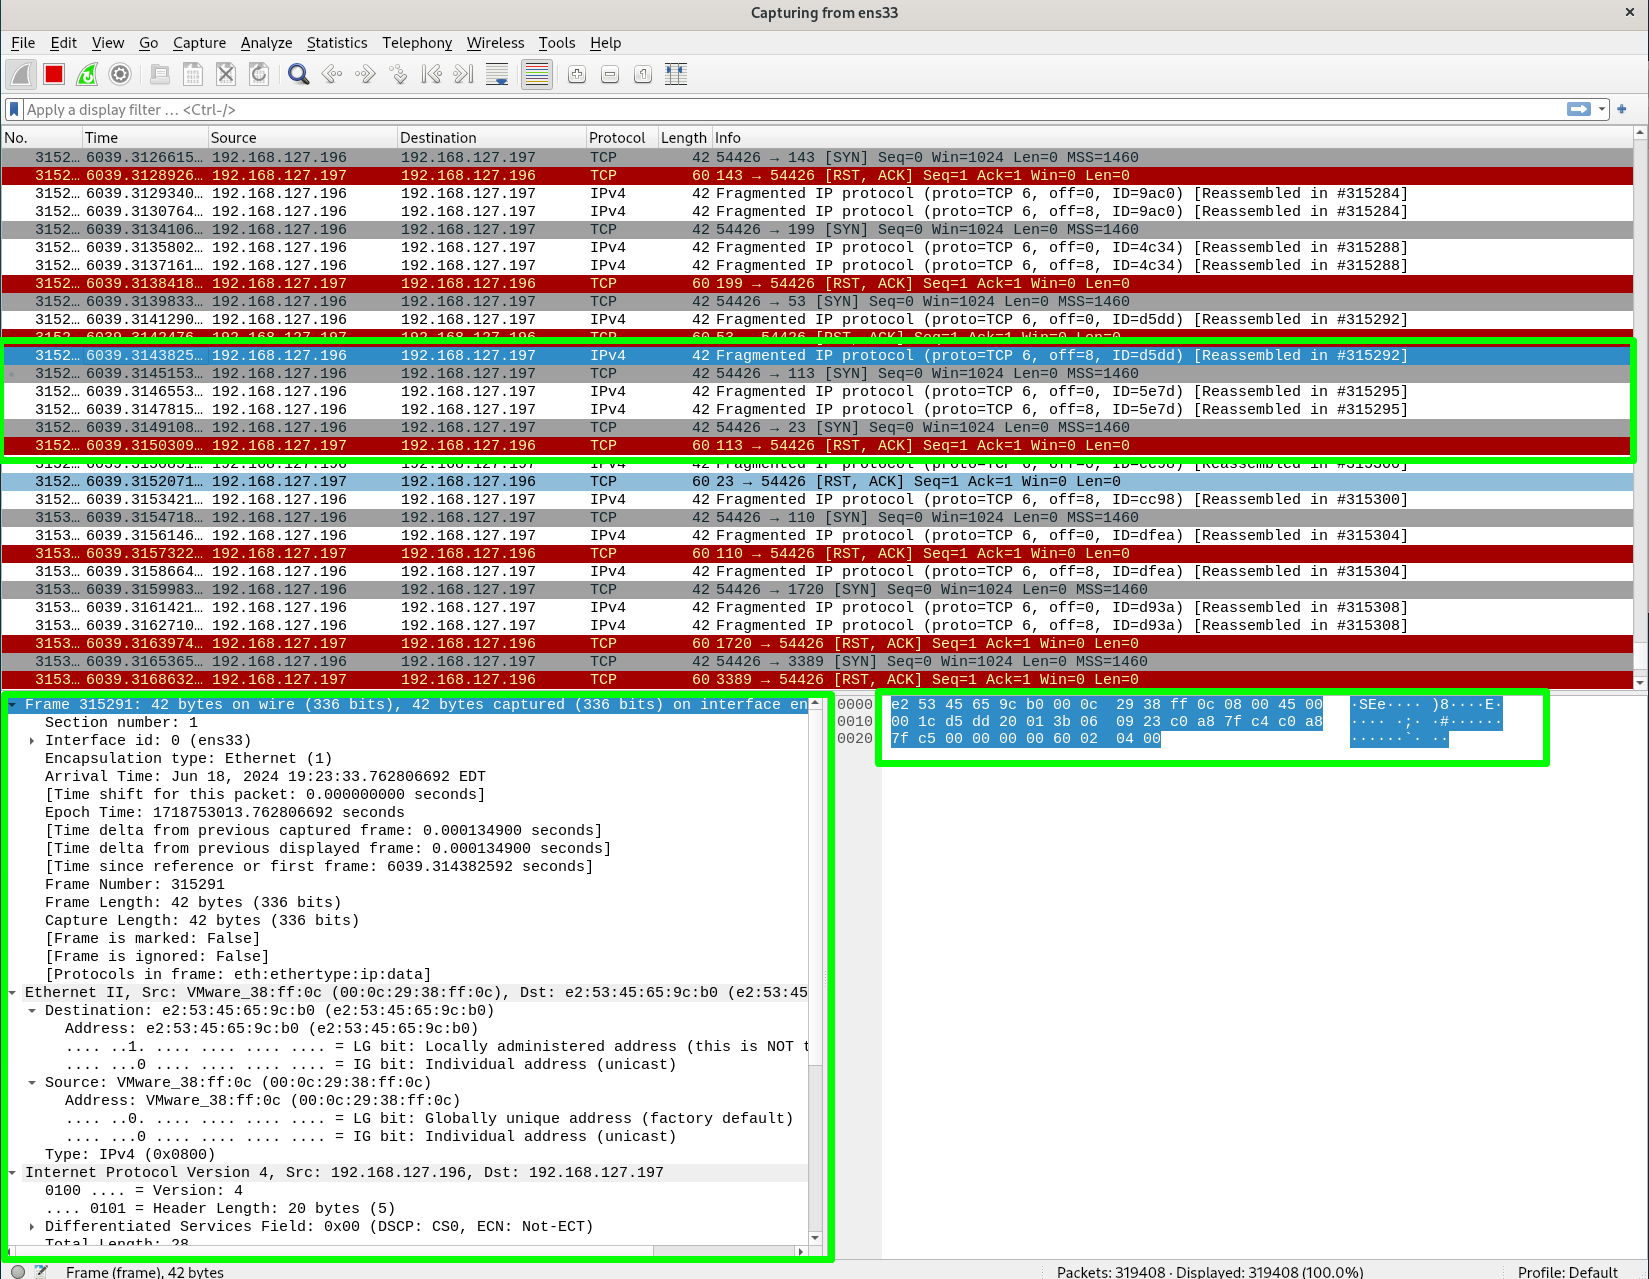 Capturing from ens33
File Edit View Go Capture Analyze Statistics Telephony Wireless Tools Help
Apply a display filter … <Ctrl-/>
No. Time Source Destination Protocol Length Info
3152… 6039.3126615… 192.168.127.196 192.168.127.197 TCP 42 54426 → 143 [SYN] Seq=0 Win=1024 Len=0 MSS=1460
3152… 6039.3128926… 192.168.127.197 192.168.127.196 TCP 60 143 → 54426 [RST, ACK] Seq=1 Ack=1 Win=0 Len=0
3152… 6039.3129340… 192.168.127.196 192.168.127.197 IPv4 42 Fragmented IP protocol (proto=TCP 6, off=0, ID=9ac0) [Reassembled in #315284]
3152… 6039.3130764… 192.168.127.196 192.168.127.197 IPv4 42 Fragmented IP protocol (proto=TCP 6, off=8, ID=9ac0) [Reassembled in #315284]
3152… 6039.3134106… 192.168.127.196 192.168.127.197 TCP 42 54426 → 199 [SYN] Seq=0 Win=1024 Len=0 MSS=1460
3152… 6039.3135802… 192.168.127.196 192.168.127.197 IPv4 42 Fragmented IP protocol (proto=TCP 6, off=0, ID=4c34) [Reassembled in #315288]
3152… 6039.3137161… 192.168.127.196 192.168.127.197 IPv4 42 Fragmented IP protocol (proto=TCP 6, off=8, ID=4c34) [Reassembled in #315288]
3152… 6039.3138418… 192.168.127.197 192.168.127.196 TCP 60 199 → 54426 [RST, ACK] Seq=1 Ack=1 Win=0 Len=0
3152… 6039.3139833… 192.168.127.196 192.168.127.197 TCP 42 54426 → 53 [SYN] Seq=0 Win=1024 Len=0 MSS=1460
3152… 6039.3141290… 192.168.127.196 192.168.127.197 IPv4 42 Fragmented IP protocol (proto=TCP 6, off=0, ID=d5dd) [Reassembled in #315292]
3152… 192.168.127.197 192.168.127.196 TCP 60 53 → 54426 [RST, ACK] Seq=1 Ack=1 Win=0 Len=0
3152… 6039.3143825… 192.168.127.196 192.168.127.197 IPv4 42 Fragmented IP protocol (proto=TCP 6, off=8, ID=d5dd) [Reassembled in #315292]
3152… 6039.3145153… 192.168.127.196 192.168.127.197 TCP 42 54426 → 113 [SYN] Seq=0 Win=1024 Len=0 MSS=1460
3152… 6039.3146553… 192.168.127.196 192.168.127.197 IPv4 42 Fragmented IP protocol (proto=TCP 6, off=0, ID=5e7d) [Reassembled in #315295]
3152… 6039.3147815… 192.168.127.196 192.168.127.197 IPv4 42 Fragmented IP protocol (proto=TCP 6, off=8, ID=5e7d) [Reassembled in #315295]
3152… 6039.3149108… 192.168.127.196 192.168.127.197 TCP 42 54426 → 23 [SYN] Seq=0 Win=1024 Len=0 MSS=1460
3152… 6039.3150309… 192.168.127.197 192.168.127.196 TCP 60 113 → 54426 [RST, ACK] Seq=1 Ack=1 Win=0 Len=0
3152… 192.168.127.196 192.168.127.197 IPv4 42 Fragmented IP protocol (proto=TCP 6, off=0, ID=cc98) [Reassembled in #315300]
3152… 6039.3152071… 192.168.127.197 192.168.127.196 TCP 60 23 → 54426 [RST, ACK] Seq=1 Ack=1 Win=0 Len=0
3152… 6039.3153421… 192.168.127.196 192.168.127.197 IPv4 42 Fragmented IP protocol (proto=TCP 6, off=8, ID=cc98) [Reassembled in #315300]
3153… 6039.3154718… 192.168.127.196 192.168.127.197 TCP 42 54426 → 110 [SYN] Seq=0 Win=1024 Len=0 MSS=1460
3153… 6039.3156146… 192.168.127.196 192.168.127.197 IPv4 42 Fragmented IP protocol (proto=TCP 6, off=0, ID=dfea) [Reassembled in #315304]
3153… 6039.3157322… 192.168.127.197 192.168.127.196 TCP 60 110 → 54426 [RST, ACK] Seq=1 Ack=1 Win=0 Len=0
3153… 6039.3158664… 192.168.127.196 192.168.127.197 IPv4 42 Fragmented IP protocol (proto=TCP 6, off=8, ID=dfea) [Reassembled in #315304]
3153… 6039.3159983… 192.168.127.196 192.168.127.197 TCP 42 54426 → 1720 [SYN] Seq=0 Win=1024 Len=0 MSS=1460
3153… 6039.3161421… 192.168.127.196 192.168.127.197 IPv4 42 Fragmented IP protocol (proto=TCP 6, off=0, ID=d93a) [Reassembled in #315308]
3153… 6039.3162710… 192.168.127.196 192.168.127.197 IPv4 42 Fragmented IP protocol (proto=TCP 6, off=8, ID=d93a) [Reassembled in #315308]
3153… 6039.3163974… 192.168.127.197 192.168.127.196 TCP 60 1720 → 54426 [RST, ACK] Seq=1 Ack=1 Win=0 Len=0
3153… 6039.3165365… 192.168.127.196 192.168.127.197 TCP 42 54426 → 3389 [SYN] Seq=0 Win=1024 Len=0 MSS=1460
3153… 6039.3168632… 192.168.127.197 192.168.127.196 TCP 60 3389 → 54426 [RST, ACK] Seq=1 Ack=1 Win=0 Len=0
Frame 315291: 42 bytes on wire (336 bits), 42 bytes captured (336 bits) on interface en
Section number: 1
Interface id: 0 (ens33)
Encapsulation type: Ethernet (1)
Arrival Time: Jun 18, 2024 19:23:33.762806692 EDT
[Time shift for this packet: 0.000000000 seconds]
Epoch Time: 1718753013.762806692 seconds
[Time delta from previous captured frame: 0.000134900 seconds]
[Time delta from previous displayed frame: 0.000134900 seconds]
[Time since reference or first frame: 6039.314382592 seconds]
Frame Number: 315291
Frame Length: 42 bytes (336 bits)
Capture Length: 42 bytes (336 bits)
[Frame is marked: False]
[Frame is ignored: False]
[Protocols in frame: eth:ethertype:ip:data]
Ethernet II, Src: VMware_38:ff:0c (00:0c:29:38:ff:0c), Dst: e2:53:45:65:9c:b0 (e2:53:45
Destination: e2:53:45:65:9c:b0 (e2:53:45:65:9c:b0)
Address: e2:53:45:65:9c:b0 (e2:53:45:65:9c:b0)
.... ..1. .... .... .... .... = LG bit: Locally administered address (this is NOT t
.... ...0 .... .... .... .... = IG bit: Individual address (unicast)
Source: VMware_38:ff:0c (00:0c:29:38:ff:0c)
Address: VMware_38:ff:0c (00:0c:29:38:ff:0c)
.... ..0. .... .... .... .... = LG bit: Globally unique address (factory default)
.... ...0 .... .... .... .... = IG bit: Individual address (unicast)
Type: IPv4 (0x0800)
Internet Protocol Version 4, Src: 192.168.127.196, Dst: 192.168.127.197
0100 .... = Version: 4
.... 0101 = Header Length: 20 bytes (5)
Differentiated Services Field: 0x00 (DSCP: CS0, ECN: Not-ECT)
Total Length: 28
0000 e2 53 45 65 9c b0 00 0c 29 38 ff 0c 08 00 45 00 ·SEe···· )8····E·
0010 00 1c d5 dd 20 01 3b 06 09 23 c0 a8 7f c4 c0 a8 ···· ·;· ·#······
0020 7f c5 00 00 00 00 60 02 04 00 ······`· ··
Frame (frame), 42 bytes
Packets: 319408 · Displayed: 319408 (100.0%)
Profile: Default